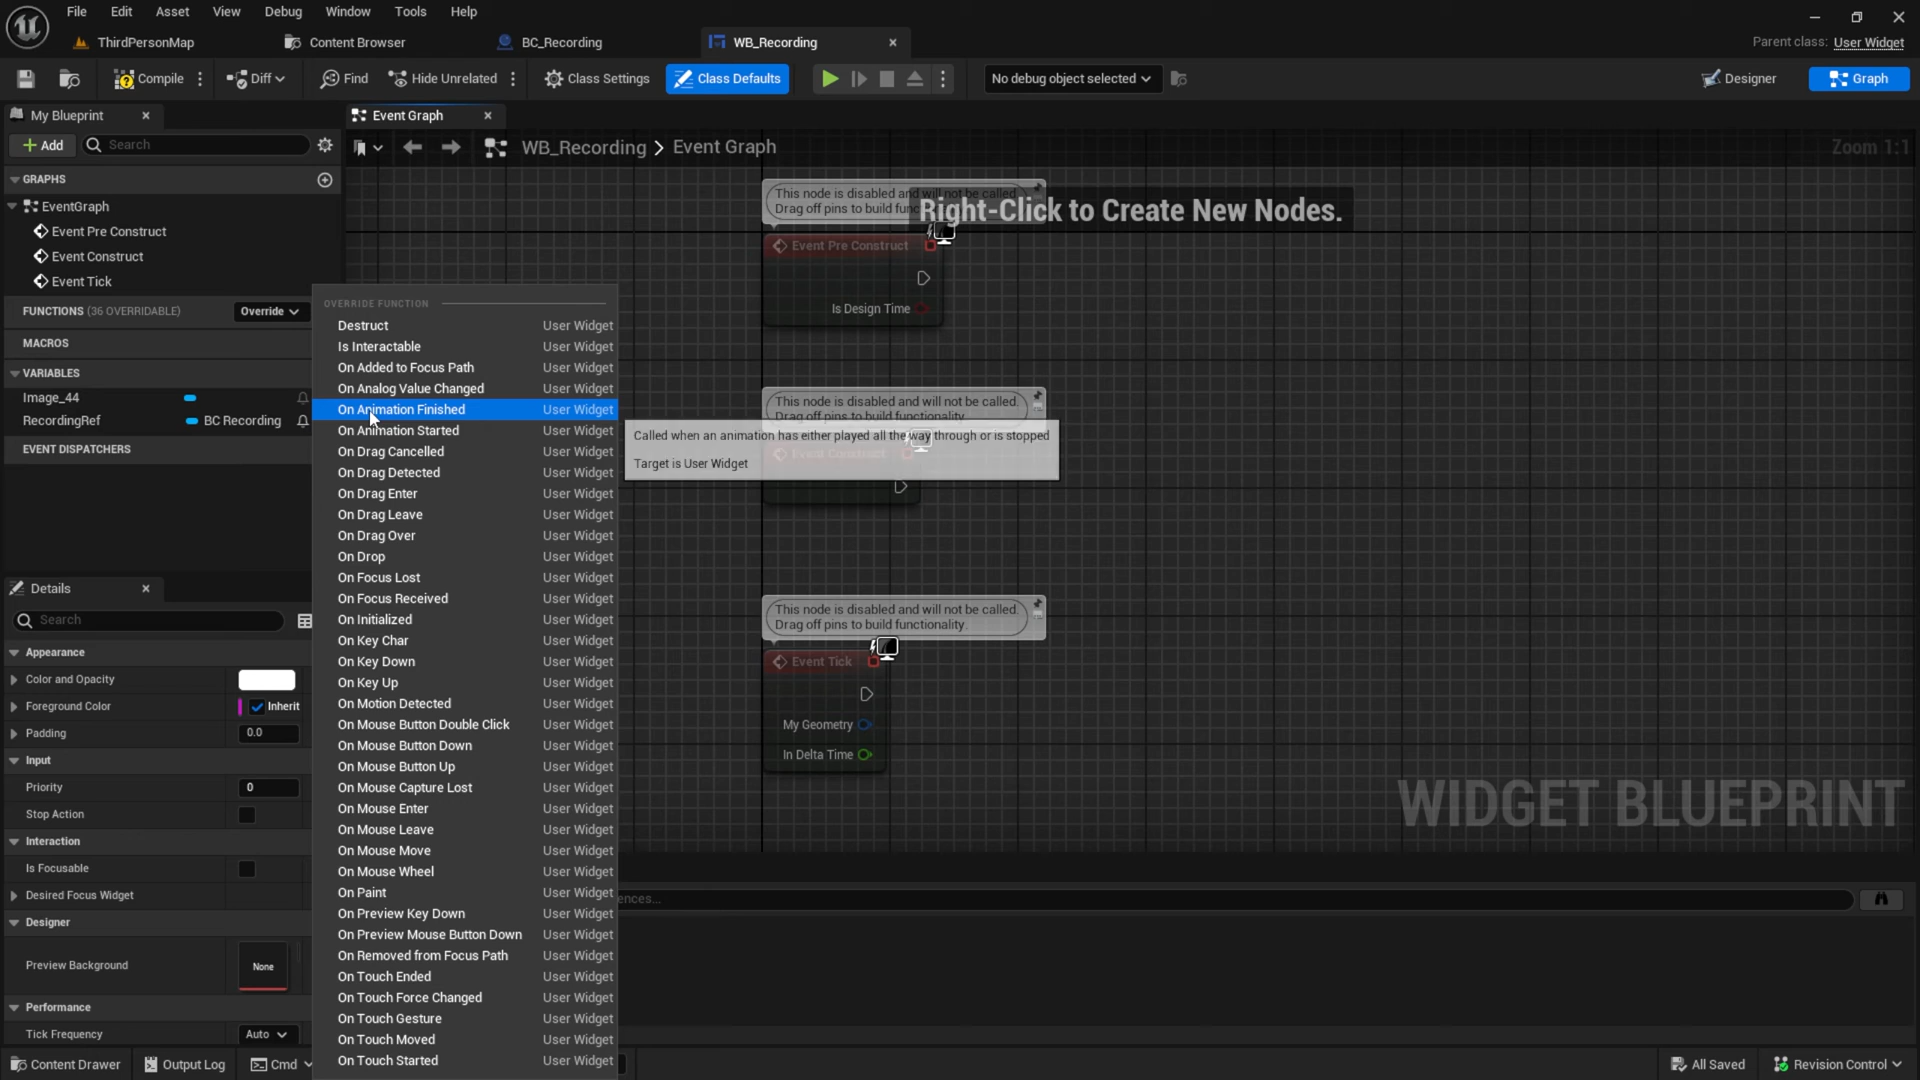 File Edit Asset View Debug Window Tools Help
ThirdPersonMap Content Browser BC_Recording WB_Recording
Parent class: User Widget
Compile Diff Find Hide Unrelated Class Settings Class Defaults No debug object selected Designer Graph
My Blueprint Event Graph
Add Search
WB_Recording > Event Graph Zoom 1:1
GRAPHS
EventGraph
Event Pre Construct
Event Construct
Event Tick
FUNCTIONS (36 OVERRIDABLE) Override
MACROS
VARIABLES
Image_44
RecordingRef BC Recording
EVENT DISPATCHERS
Details
Search
Appearance
Color and Opacity
Foreground Color Inherit
Padding 0.0
Input
Priority 0
Stop Action
Interaction
Is Focusable
Desired Focus Widget
Designer
Preview Background None
Performance
Tick Frequency Auto
OVERRIDE FUNCTION
Destruct User Widget
Is Interactable User Widget
On Added to Focus Path User Widget
On Analog Value Changed User Widget
On Animation Finished User Widget
On Animation Started User Widget
On Drag Cancelled User Widget
On Drag Detected User Widget
On Drag Enter User Widget
On Drag Leave User Widget
On Drag Over User Widget
On Drop User Widget
On Focus Lost User Widget
On Focus Received User Widget
On Initialized User Widget
On Key Char User Widget
On Key Down User Widget
On Key Up User Widget
On Motion Detected User Widget
On Mouse Button Double Click User Widget
On Mouse Button Down User Widget
On Mouse Button Up User Widget
On Mouse Capture Lost User Widget
On Mouse Enter User Widget
On Mouse Leave User Widget
On Mouse Move User Widget
On Mouse Wheel User Widget
On Paint User Widget
On Preview Key Down User Widget
On Preview Mouse Button Down User Widget
On Removed from Focus Path User Widget
On Touch Ended User Widget
On Touch Force Changed User Widget
On Touch Gesture User Widget
On Touch Moved User Widget
On Touch Started User Widget
Called when an animation has either played all the way through or is stopped
Target is User Widget
This node is disabled and will not be called.
Drag off pins to build func
Right-Click to Create New Nodes.
Event Pre Construct
Is Design Time
This node is disabled and will not be called.
Drag off pins to build functionality.
Event Construct
This node is disabled and will not be called.
Drag off pins to build functionality.
Event Tick
My Geometry
In Delta Time
WIDGET BLUEPRINT
ences...
Content Drawer Output Log Cmd All Saved Revision Control